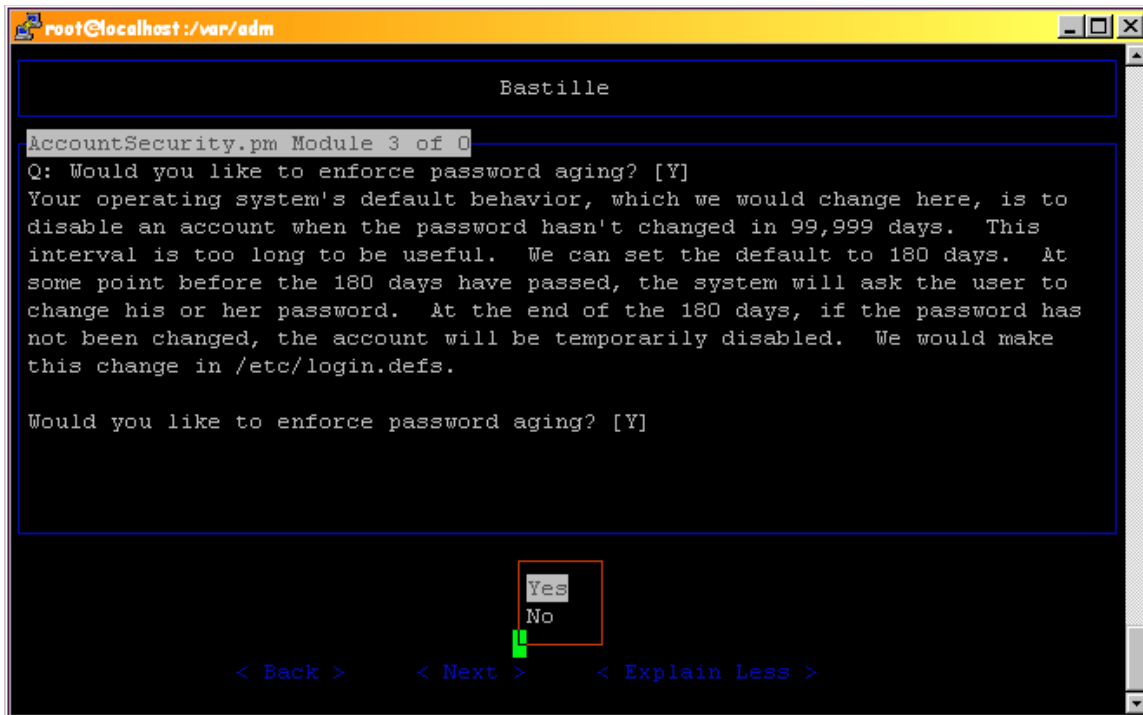 root@localhost:/var/adm
Bastille
AccountSecurity.pm Module 3 of 0
Q: Would you like to enforce password aging? [Y]
Your operating system's default behavior, which we would change here, is to
disable an account when the password hasn't changed in 99,999 days.  This
interval is too long to be useful.  We can set the default to 180 days.  At
some point before the 180 days have passed, the system will ask the user to
change his or her password.  At the end of the 180 days, if the password has
not been changed, the account will be temporarily disabled.  We would make
this change in /etc/login.defs.
Would you like to enforce password aging? [Y]
Yes
No
< Back > < Next > < Explain Less >